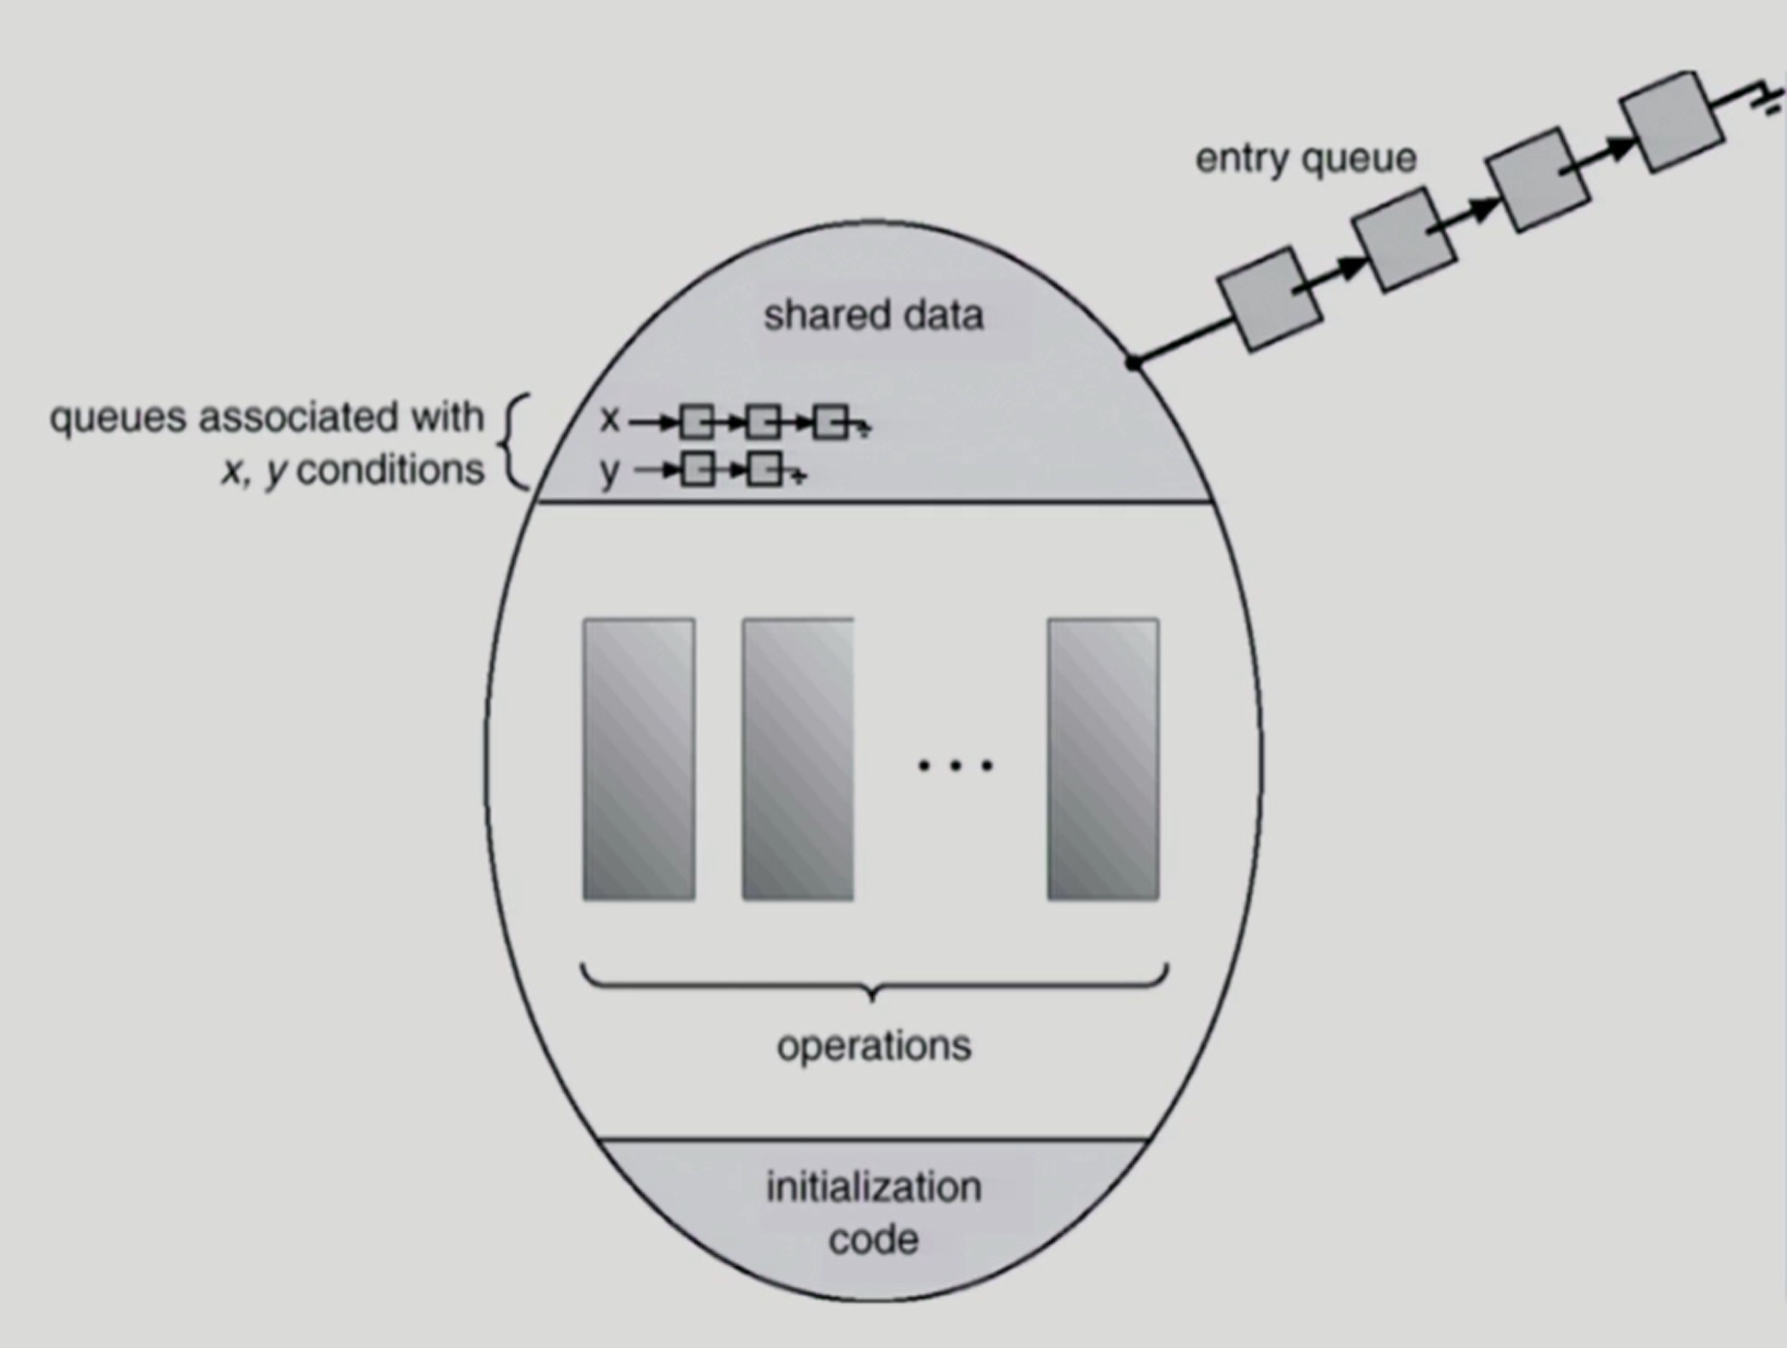 entry queue
shared data
queues associated with
x, y conditions
x
y
...
operations
initialization
code